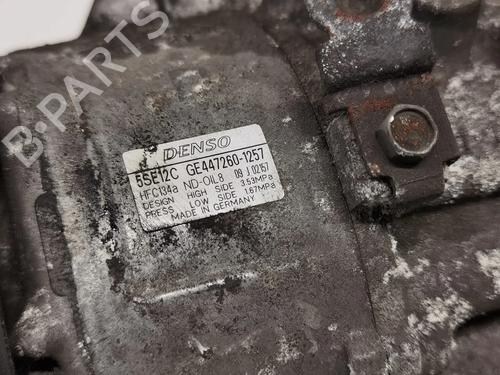 B-PARTS
DENSO
5SE12C GE447260-1257
HFC134a ND-OIL8 09 J 02157
DESIGN HIGH SIDE 3.53MPa
PRESS. LOW SIDE 1.67MPa
MADE IN GERMANY